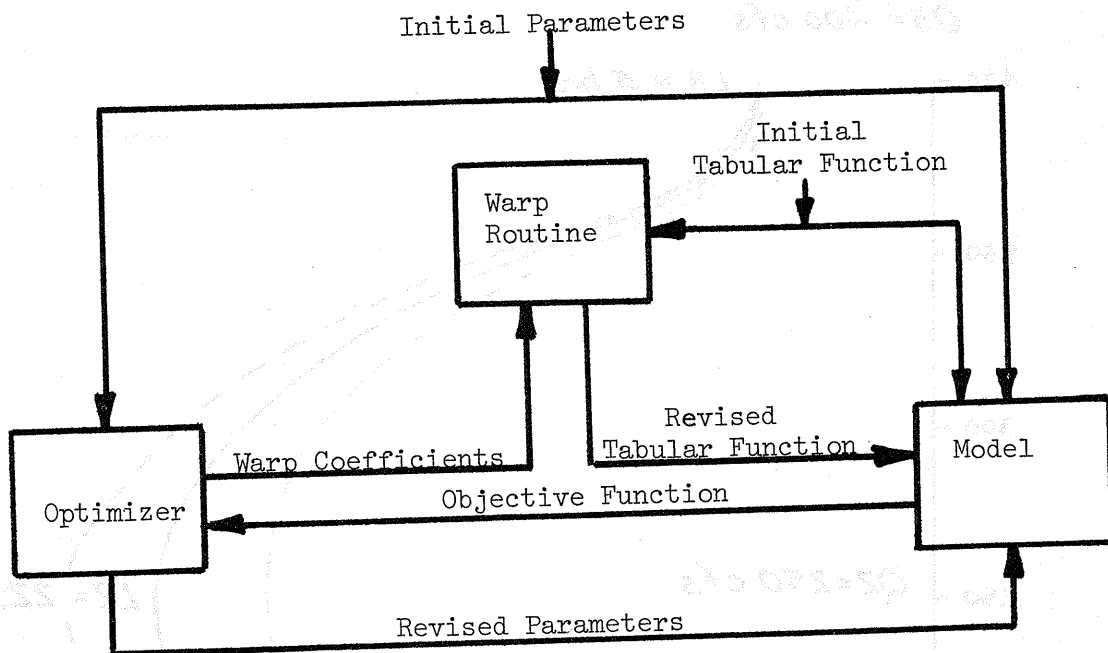 Initial Parameters
Initial
Tabular Function
Warp
Routine
Revised
Tabular Function
Model
Warp Coefficients
Objective Function
Optimizer
Revised Parameters